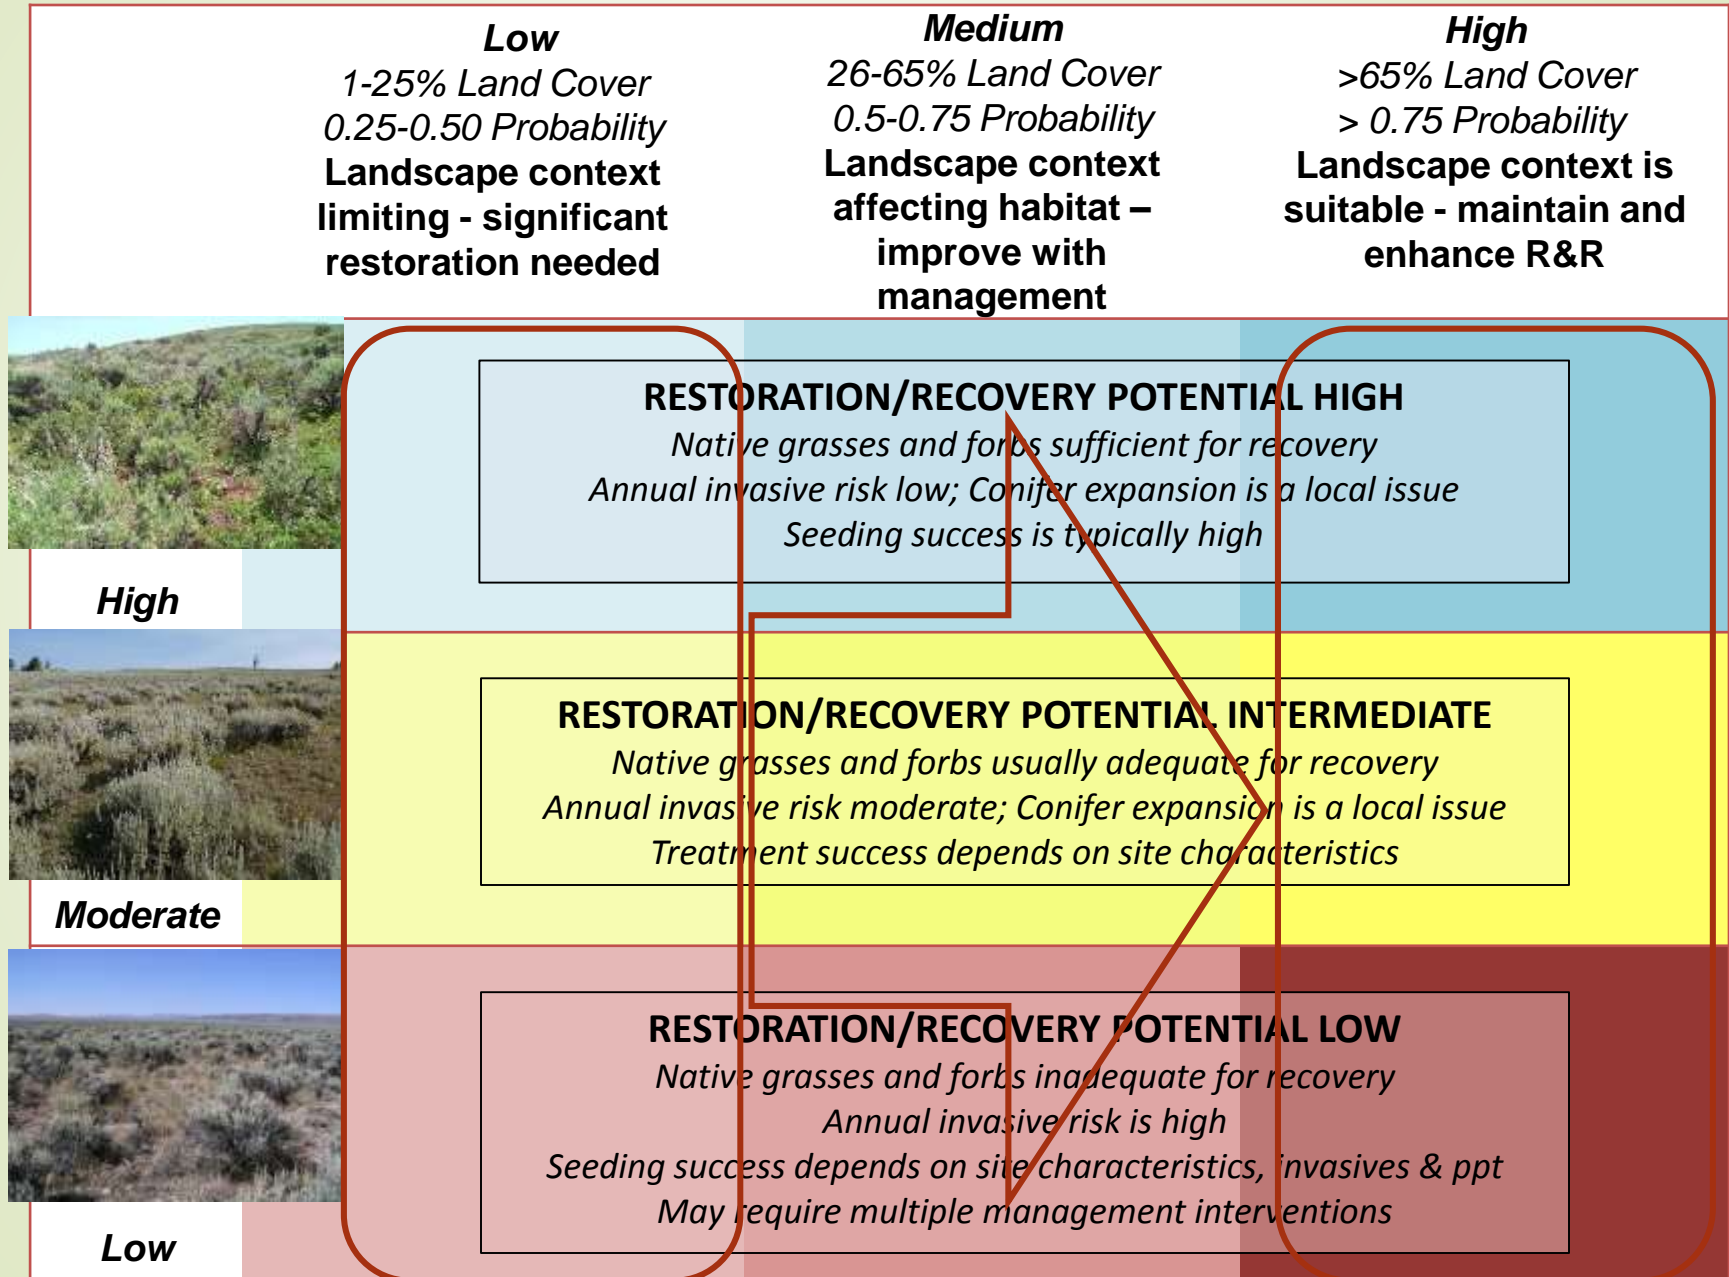 Low
1-25% Land Cover
0.25-0.50 Probability
Landscape context
limiting - significant
restoration needed
Medium
26-65% Land Cover
0.5-0.75 Probability
Landscape context
affecting habitat –
improve with
management
High
>65% Land Cover
> 0.75 Probability
Landscape context is
suitable - maintain and
enhance R&R
High
RESTORATION/RECOVERY POTENTIAL HIGH
Native grasses and forbs sufficient for recovery
Annual invasive risk low; Conifer expansion is a local issue
Seeding success is typically high
Moderate
RESTORATION/RECOVERY POTENTIAL INTERMEDIATE
Native grasses and forbs usually adequate for recovery
Annual invasive risk moderate; Conifer expansion is a local issue
Treatment success depends on site characteristics
Low
RESTORATION/RECOVERY POTENTIAL LOW
Native grasses and forbs inadequate for recovery
Annual invasive risk is high
Seeding success depends on site characteristics, invasives & ppt
May require multiple management interventions